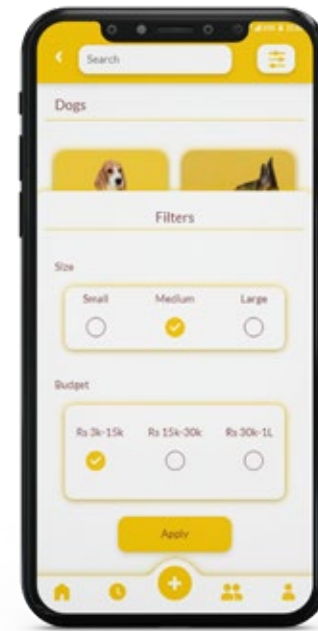 Search
Dogs
Filters
Size
Small Medium Large
Budget
Rs 3k-15k Rs 15k-30k Rs 30k-1L
Apply